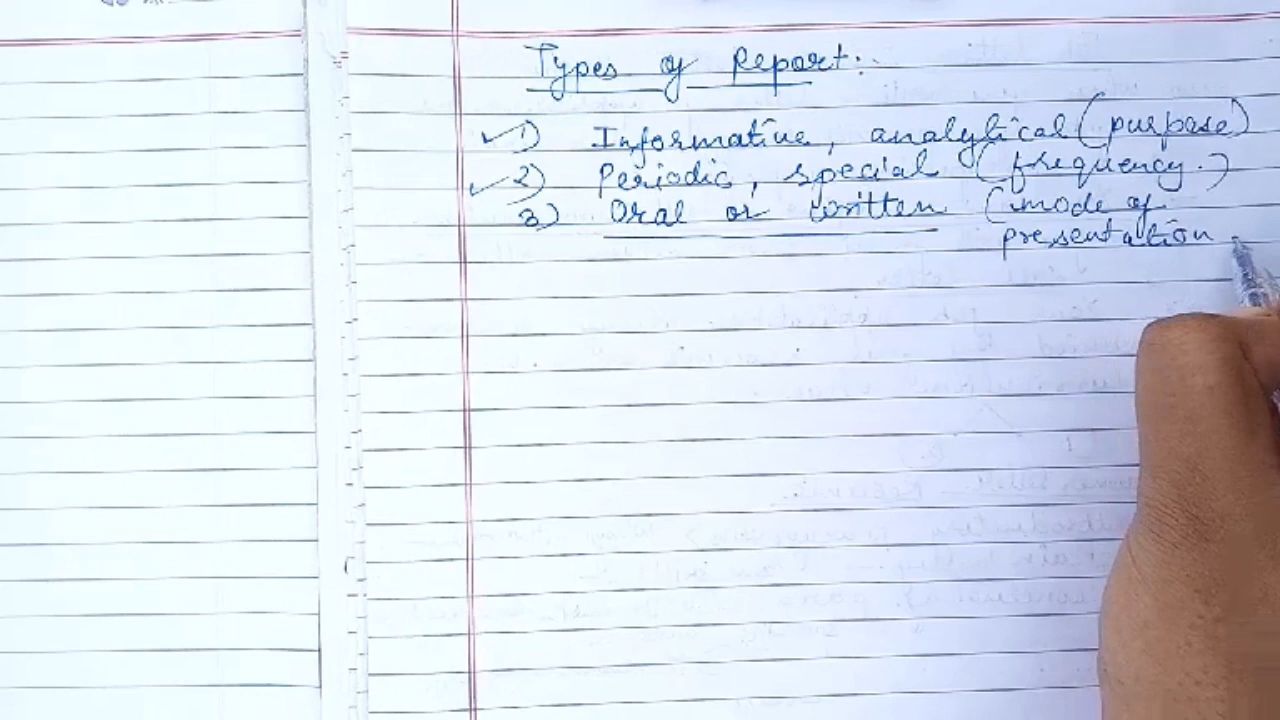 Types of Report:-
1) Informative, analytical (purpose)
2) Periodic, special (frequency.)
3) Oral or written (mode of
presentation